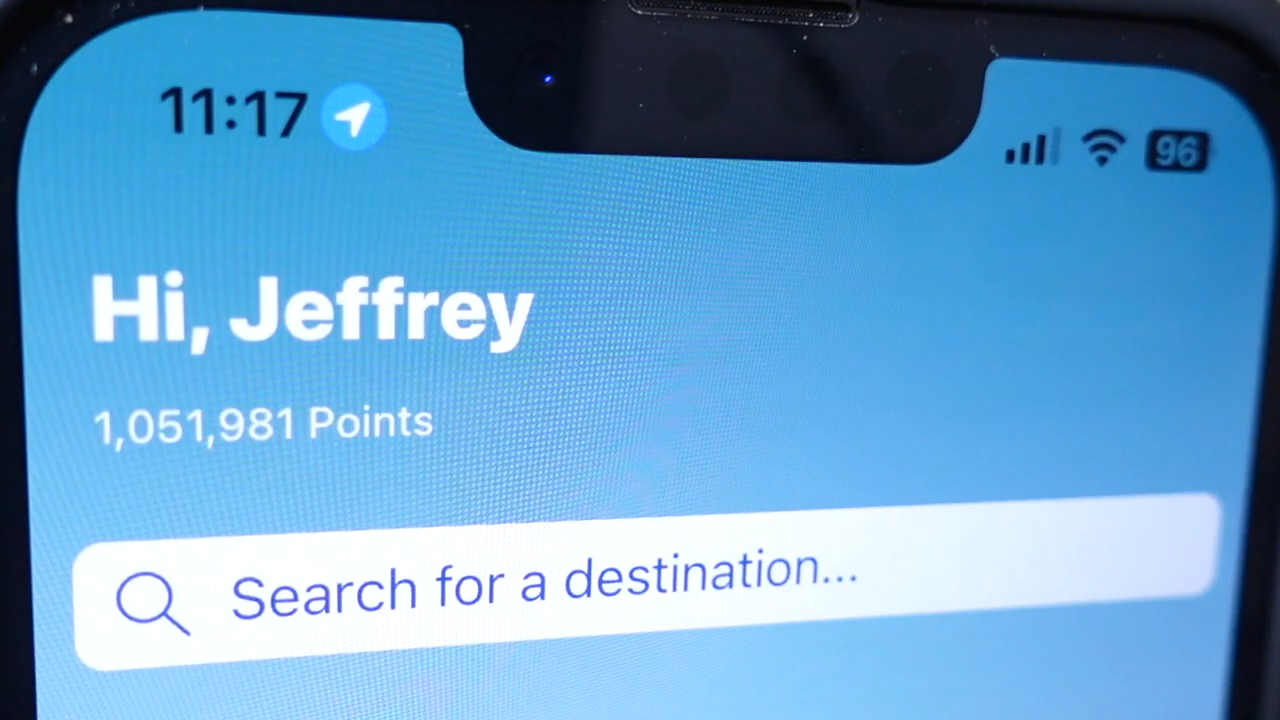 11:17
96
Hi, Jeffrey
1,051,981 Points
Search for a destination...